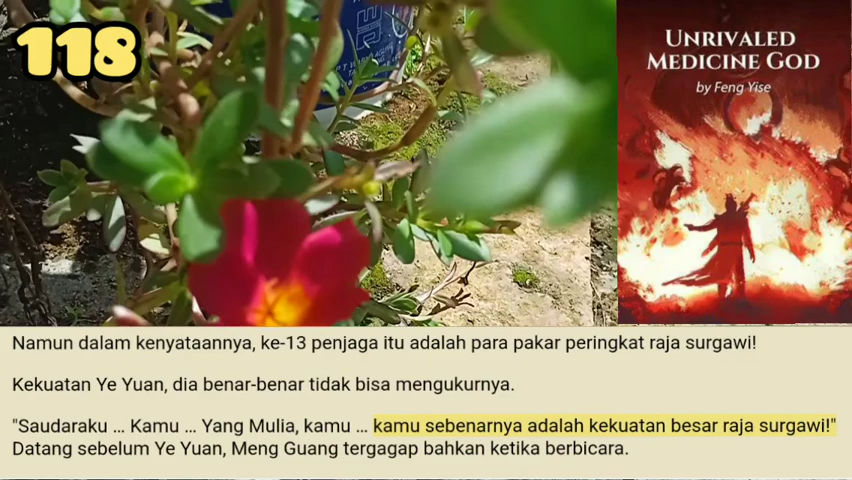 118
UNRIVALED
MEDICINE GOD
by Feng Yise
Namun dalam kenyataannya, ke-13 penjaga itu adalah para pakar peringkat raja surgawi!
Kekuatan Ye Yuan, dia benar-benar tidak bisa mengukurnya.
"Saudaraku ... Kamu ... Yang Mulia, kamu ... kamu sebenarnya adalah kekuatan besar raja surgawi!"
Datang sebelum Ye Yuan, Meng Guang tergagap bahkan ketika berbicara.